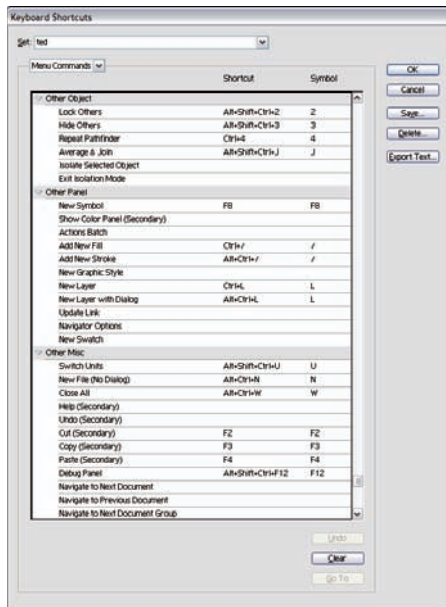 Keyboard Shortcuts
Set: ted
OK
Menu Commands
Cancel
Shortcut Symbol
Other Object
Lock Others Alt+Shift+Ctrl+2 2
Save...
Hide Others Alt+Shift+Ctrl+3 3
Delete...
Repeat Pathfinder Ctrl+4 4
Average & Join Alt+Shift+Ctrl+J J
Export Text...
Isolate Selected Object
Exit Isolation Mode
Other Panel
New Symbol F8 F8
Show Color Panel (Secondary)
Actions Batch
Add New Fill Ctrl+/ /
Add New Stroke Alt+Ctrl+/ /
New Graphic Style
New Layer Ctrl+L L
New Layer with Dialog Alt+Ctrl+L L
Update Link
Navigator Options
New Swatch
Other Misc
Switch Units Alt+Shift+Ctrl+U U
New File (No Dialog) Alt+Ctrl+N N
Close All Alt+Ctrl+W W
Help (Secondary)
Undo (Secondary)
Cut (Secondary) F2 F2
Copy (Secondary) F3 F3
Paste (Secondary) F4 F4
Debug Panel Alt+Shift+Ctrl+F12 F12
Navigate to Next Document
Navigate to Previous Document
Navigate to Next Document Group
Undo
Clear
Go To